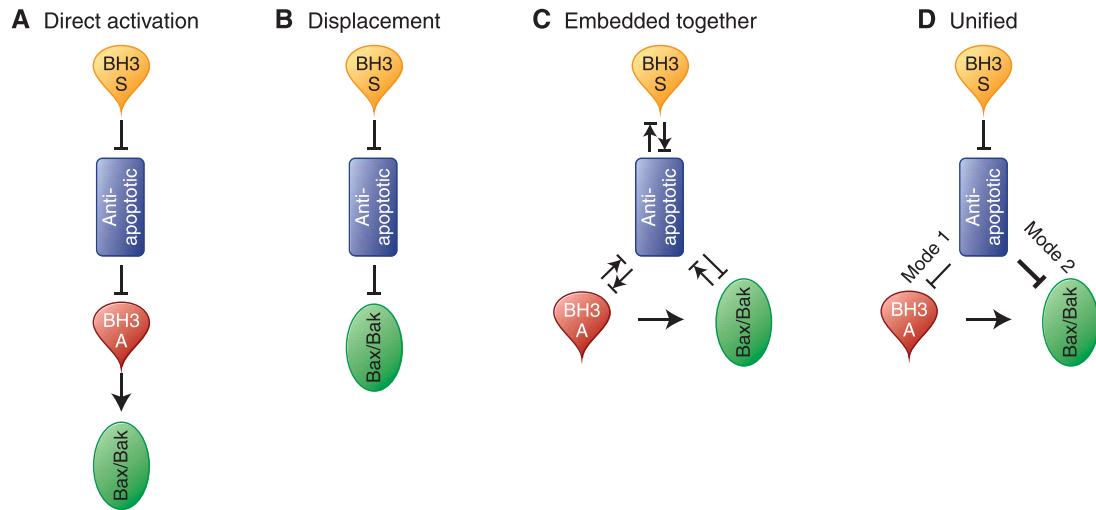 A Direct activation
BH3
S
Anti-
apoptotic
BH3
A
Bax/Bak
B Displacement
BH3
S
Anti-
apoptotic
Bax/Bak
C Embedded together
BH3
S
Anti-
apoptotic
BH3
A
Bax/Bak
D Unified
BH3
S
Anti-
apoptotic
Mode 1
Mode 2
BH3
A
Bax/Bak